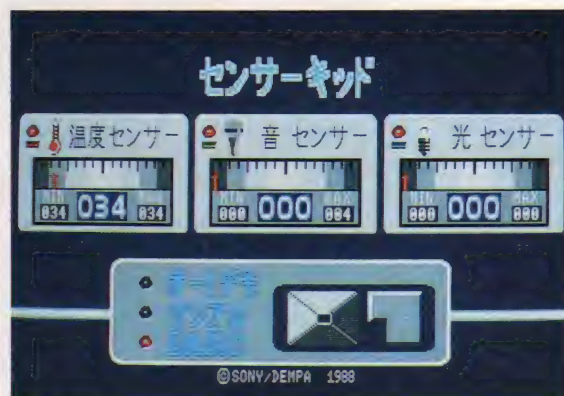 センサーキッド
温度センサー
音 センサー
光 センサー
MIN MAX
034 034 034
MIN MAX
000 000 004
MIN MAX
000 000 000
©SONY/DEMPA 1988